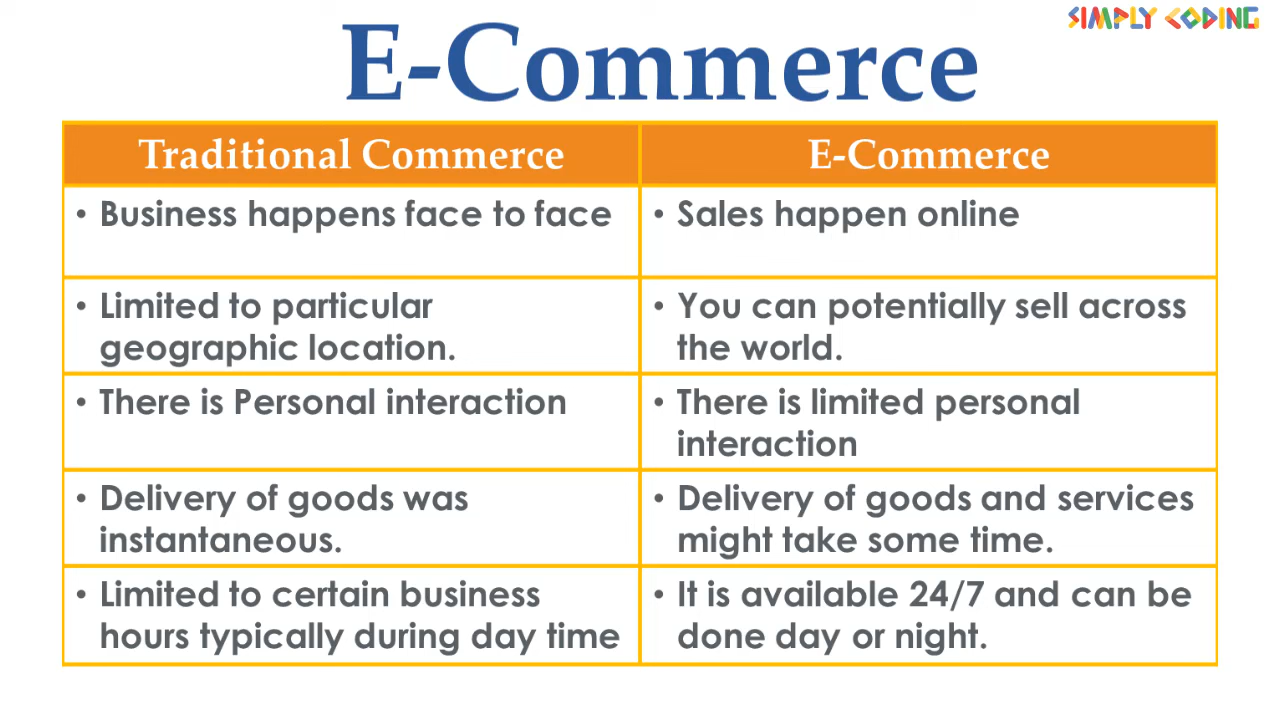 SIMPLY CODING
E-Commerce
Traditional Commerce
E-Commerce
• Business happens face to face
• Sales happen online
• Limited to particular
geographic location.
• You can potentially sell across
the world.
• There is Personal interaction
• There is limited personal
interaction
• Delivery of goods was
instantaneous.
• Delivery of goods and services
might take some time.
• Limited to certain business
hours typically during day time
• It is available 24/7 and can be
done day or night.